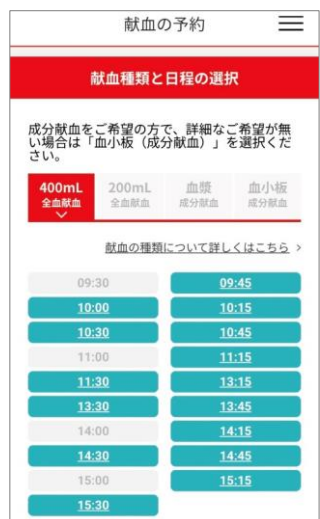 献血の予約
献血種類と日程の選択
成分献血をご希望の方で、詳細なご希望が無
い場合は「血小板（成分献血）」を選択くだ
さい。
400mL 200mL 血漿 血小板
全血献血 全血献血 成分献血 成分献血
献血の種類について詳しくはこちら >
09:30 09:45
10:00 10:15
10:30 10:45
11:00 11:15
11:30 13:15
13:30 13:45
14:00 14:15
14:30 14:45
15:00 15:15
15:30